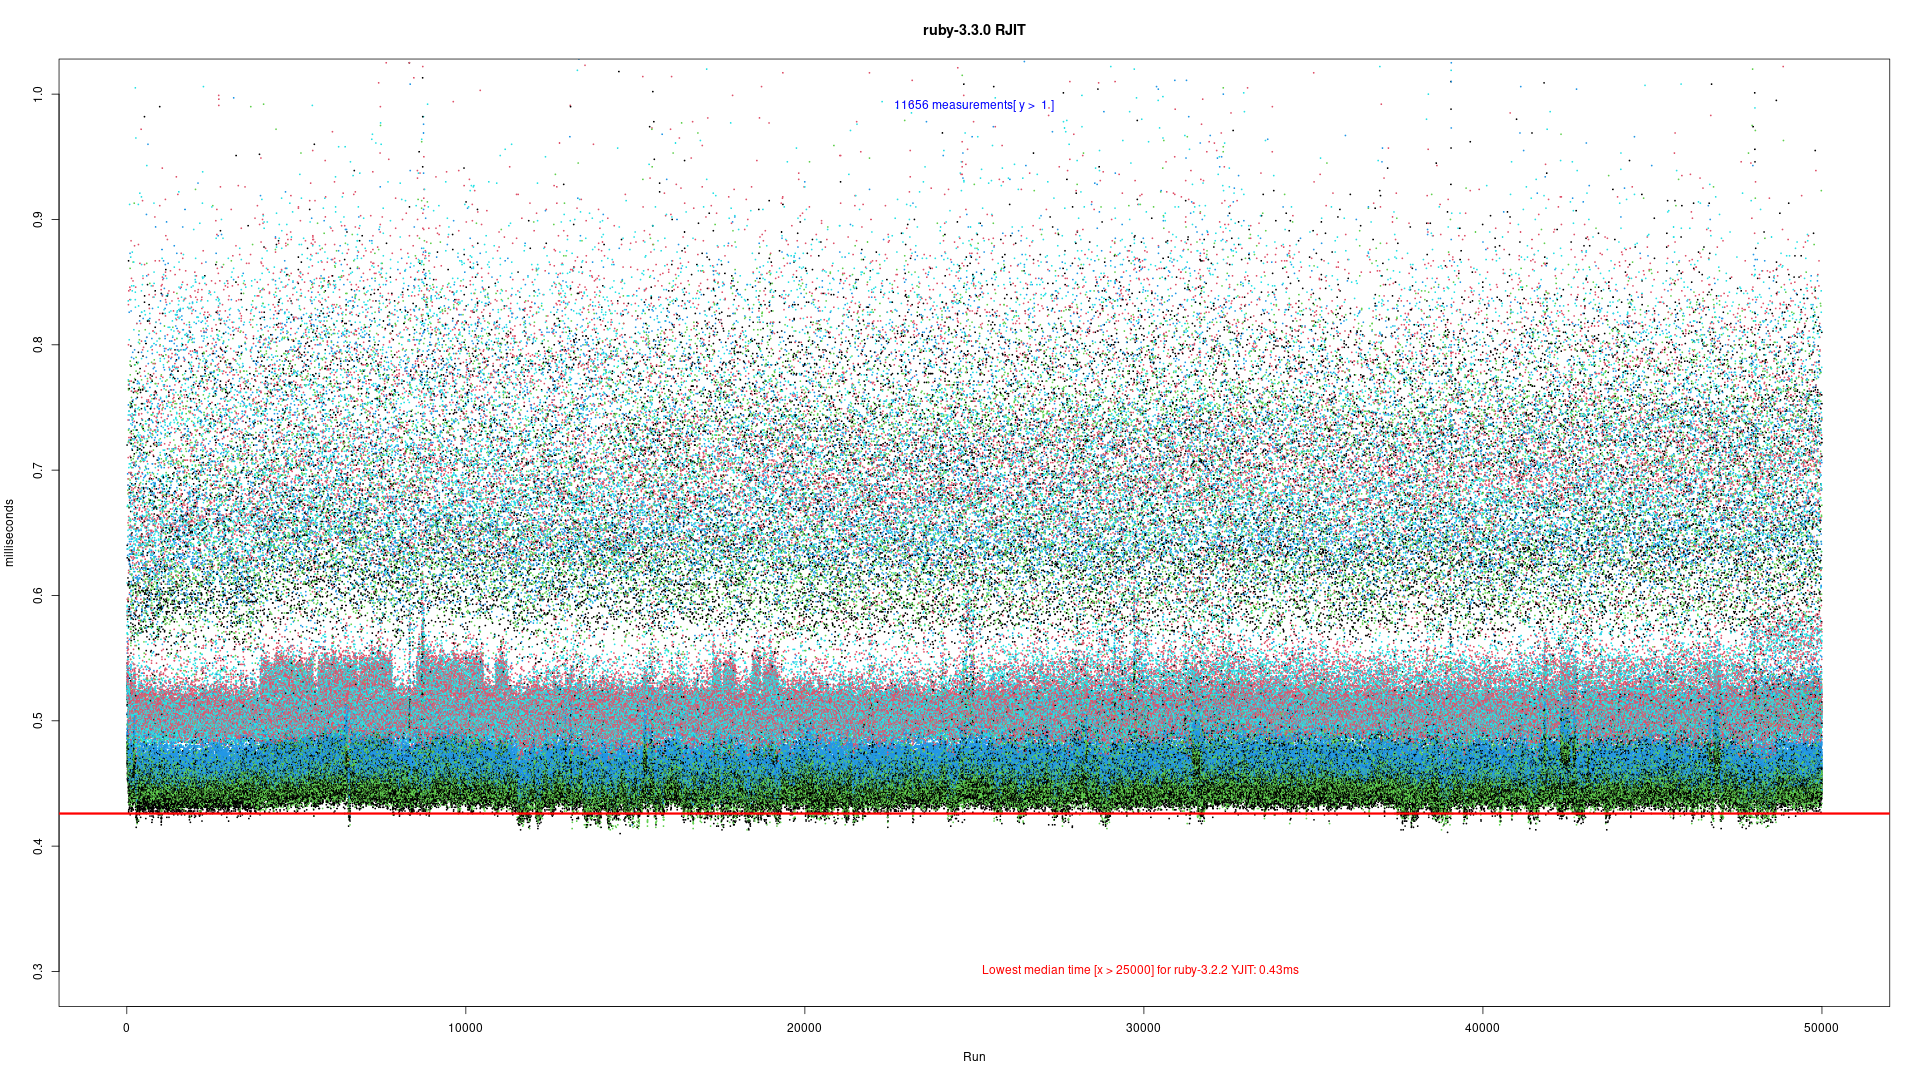 ruby-3.3.0 RJIT
11656 measurements[ y > 1.]
milliseconds
1.0
0.9
0.8
0.7
0.6
0.5
0.4
0.3
Lowest median time [x > 25000] for ruby-3.2.2 YJIT: 0.43ms
0 10000 20000 30000 40000 50000
Run